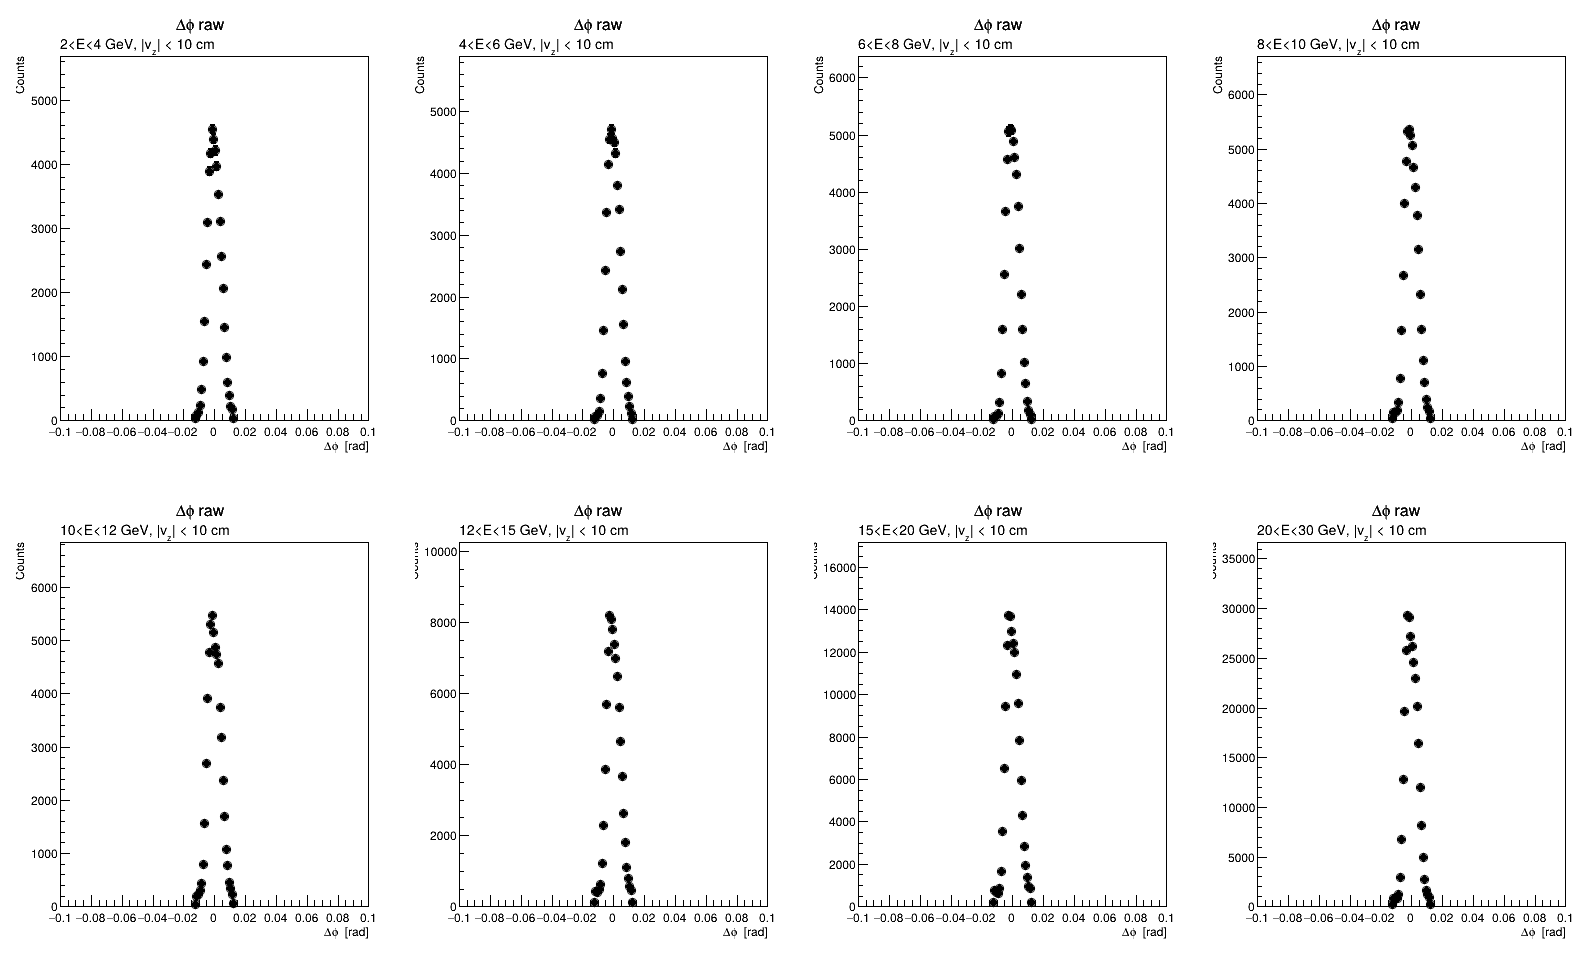 Δφ raw
2<E<4 GeV, |v_z| < 10 cm
Counts
5000
4000
3000
2000
1000
0
−0.1 −0.08 −0.06 −0.04 −0.02 0 0.02 0.04 0.06 0.08 0.1
Δφ [rad]
Δφ raw
4<E<6 GeV, |v_z| < 10 cm
Counts
5000
4000
3000
2000
1000
0
−0.1 −0.08 −0.06 −0.04 −0.02 0 0.02 0.04 0.06 0.08 0.1
Δφ [rad]
Δφ raw
6<E<8 GeV, |v_z| < 10 cm
Counts
6000
5000
4000
3000
2000
1000
0
−0.1 −0.08 −0.06 −0.04 −0.02 0 0.02 0.04 0.06 0.08 0.1
Δφ [rad]
Δφ raw
8<E<10 GeV, |v_z| < 10 cm
Counts
6000
5000
4000
3000
2000
1000
0
−0.1 −0.08 −0.06 −0.04 −0.02 0 0.02 0.04 0.06 0.08 0.1
Δφ [rad]
Δφ raw
10<E<12 GeV, |v_z| < 10 cm
Counts
6000
5000
4000
3000
2000
1000
0
−0.1 −0.08 −0.06 −0.04 −0.02 0 0.02 0.04 0.06 0.08 0.1
Δφ [rad]
Δφ raw
12<E<15 GeV, |v_z| < 10 cm
10000
8000
6000
4000
2000
0
−0.1 −0.08 −0.06 −0.04 −0.02 0 0.02 0.04 0.06 0.08 0.1
Δφ [rad]
Δφ raw
15<E<20 GeV, |v_z| < 10 cm
Counts
16000
14000
12000
10000
8000
6000
4000
2000
0
−0.1 −0.08 −0.06 −0.04 −0.02 0 0.02 0.04 0.06 0.08 0.1
Δφ [rad]
Δφ raw
20<E<30 GeV, |v_z| < 10 cm
Counts
35000
30000
25000
20000
15000
10000
5000
0
−0.1 −0.08 −0.06 −0.04 −0.02 0 0.02 0.04 0.06 0.08 0.1
Δφ [rad]